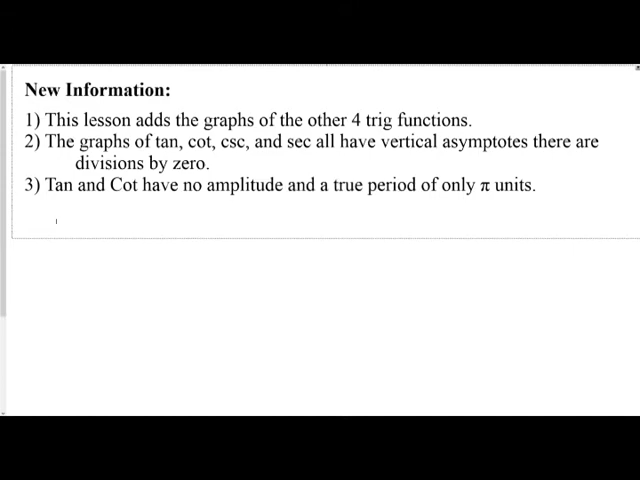 New Information:
1) This lesson adds the graphs of the other 4 trig functions.
2) The graphs of tan, cot, csc, and sec all have vertical asymptotes there are
divisions by zero.
3) Tan and Cot have no amplitude and a true period of only π units.